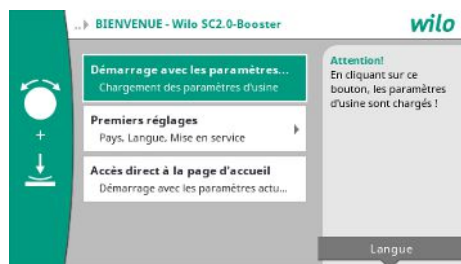 ..▶ BIENVENUE - Wilo SC2.0-Booster
wilo
Démarrage avec les paramètres...
Chargement des paramètres d'usine
Premiers réglages
Pays, Langue, Mise en service
Accès direct à la page d'accueil
Démarrage avec les paramètres actu...
Attention!
En cliquant sur ce
bouton, les paramètres
d'usine sont chargés !
+
Langue